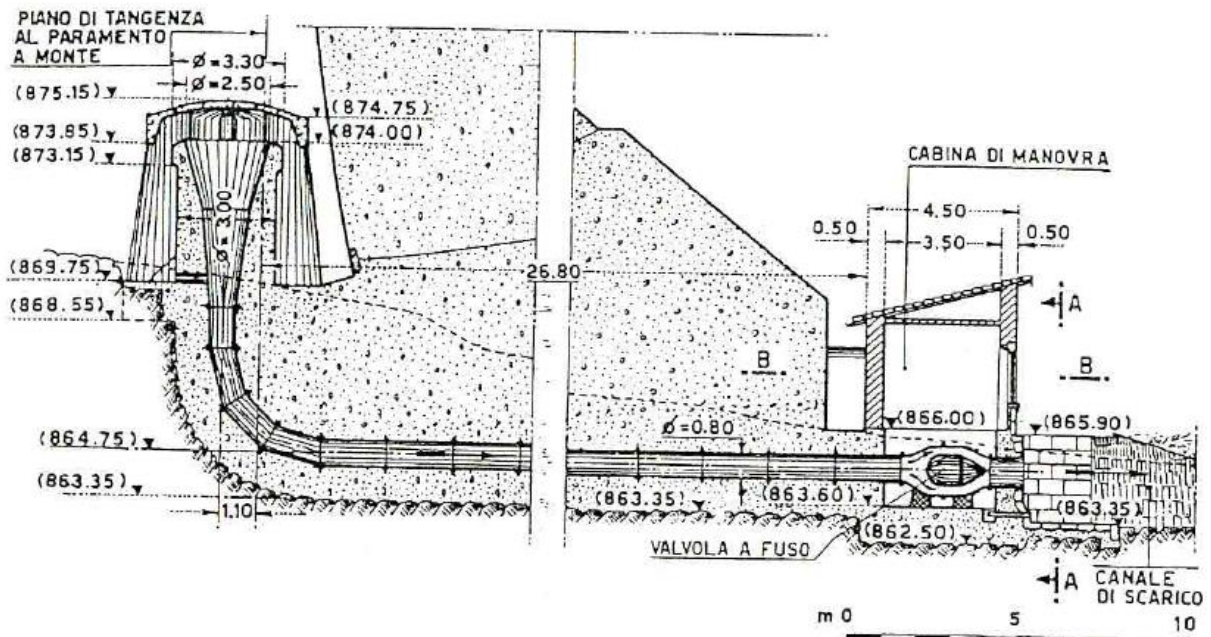 PIANO DI TANGENZA
AL PARAMENTO
A MONTE
ø=3.30
ø=2.50
(875.15)
(874.75)
(873.85)
(874.00)
(873.15)
CABINA DI MANOVRA
ø=3.00
4.50
0.50
3.50
0.50
(869.75)
26.80
(868.55)
A
B
B
(866.00)
(865.90)
(864.75)
ø=0.80
(863.35)
(863.35)
(863.60)
(863.35)
1.10
(862.50)
VALVOLA A FUSO
A
CANALE
DI SCARICO
m 0 5 10